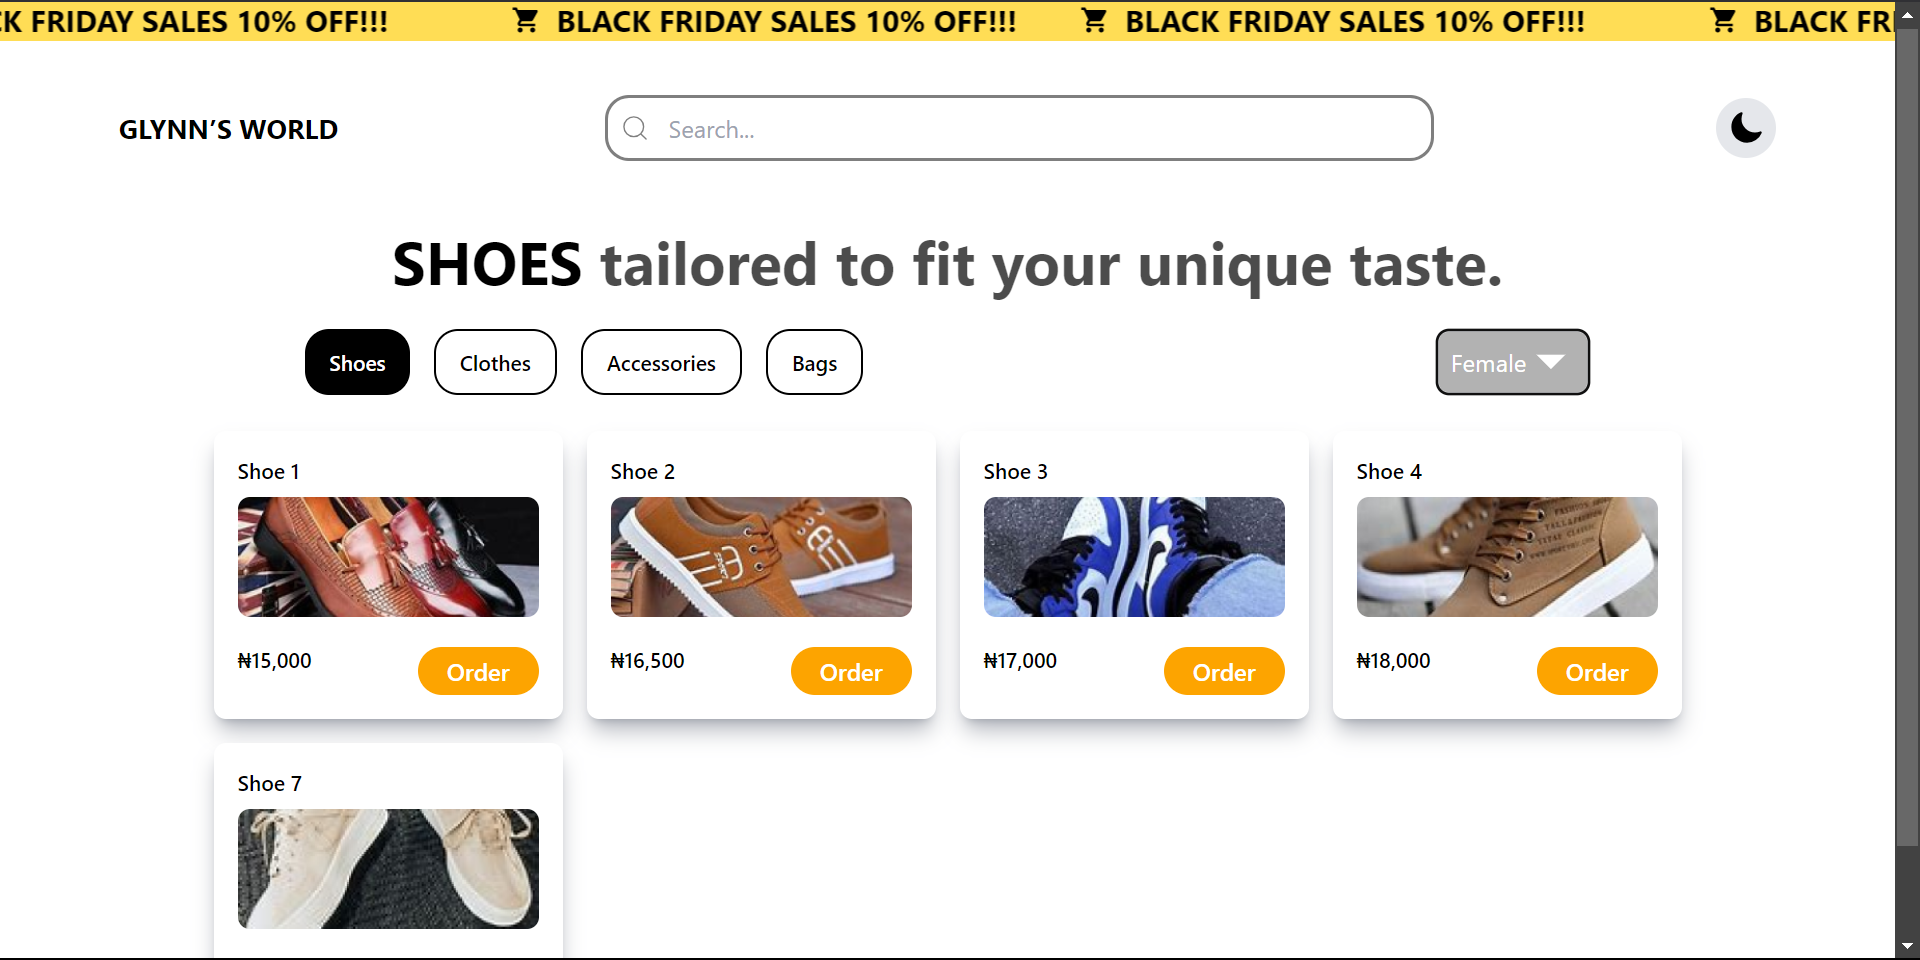 CK FRIDAY SALES 10% OFF!!! BLACK FRIDAY SALES 10% OFF!!! BLACK FRIDAY SALES 10% OFF!!! BLACK FRI
GLYNN’S WORLD
Search...
SHOES tailored to fit your unique taste.
Shoes Clothes Accessories Bags Female
Shoe 1 Shoe 2 Shoe 3 Shoe 4
₦15,000 Order ₦16,500 Order ₦17,000 Order ₦18,000 Order
Shoe 7